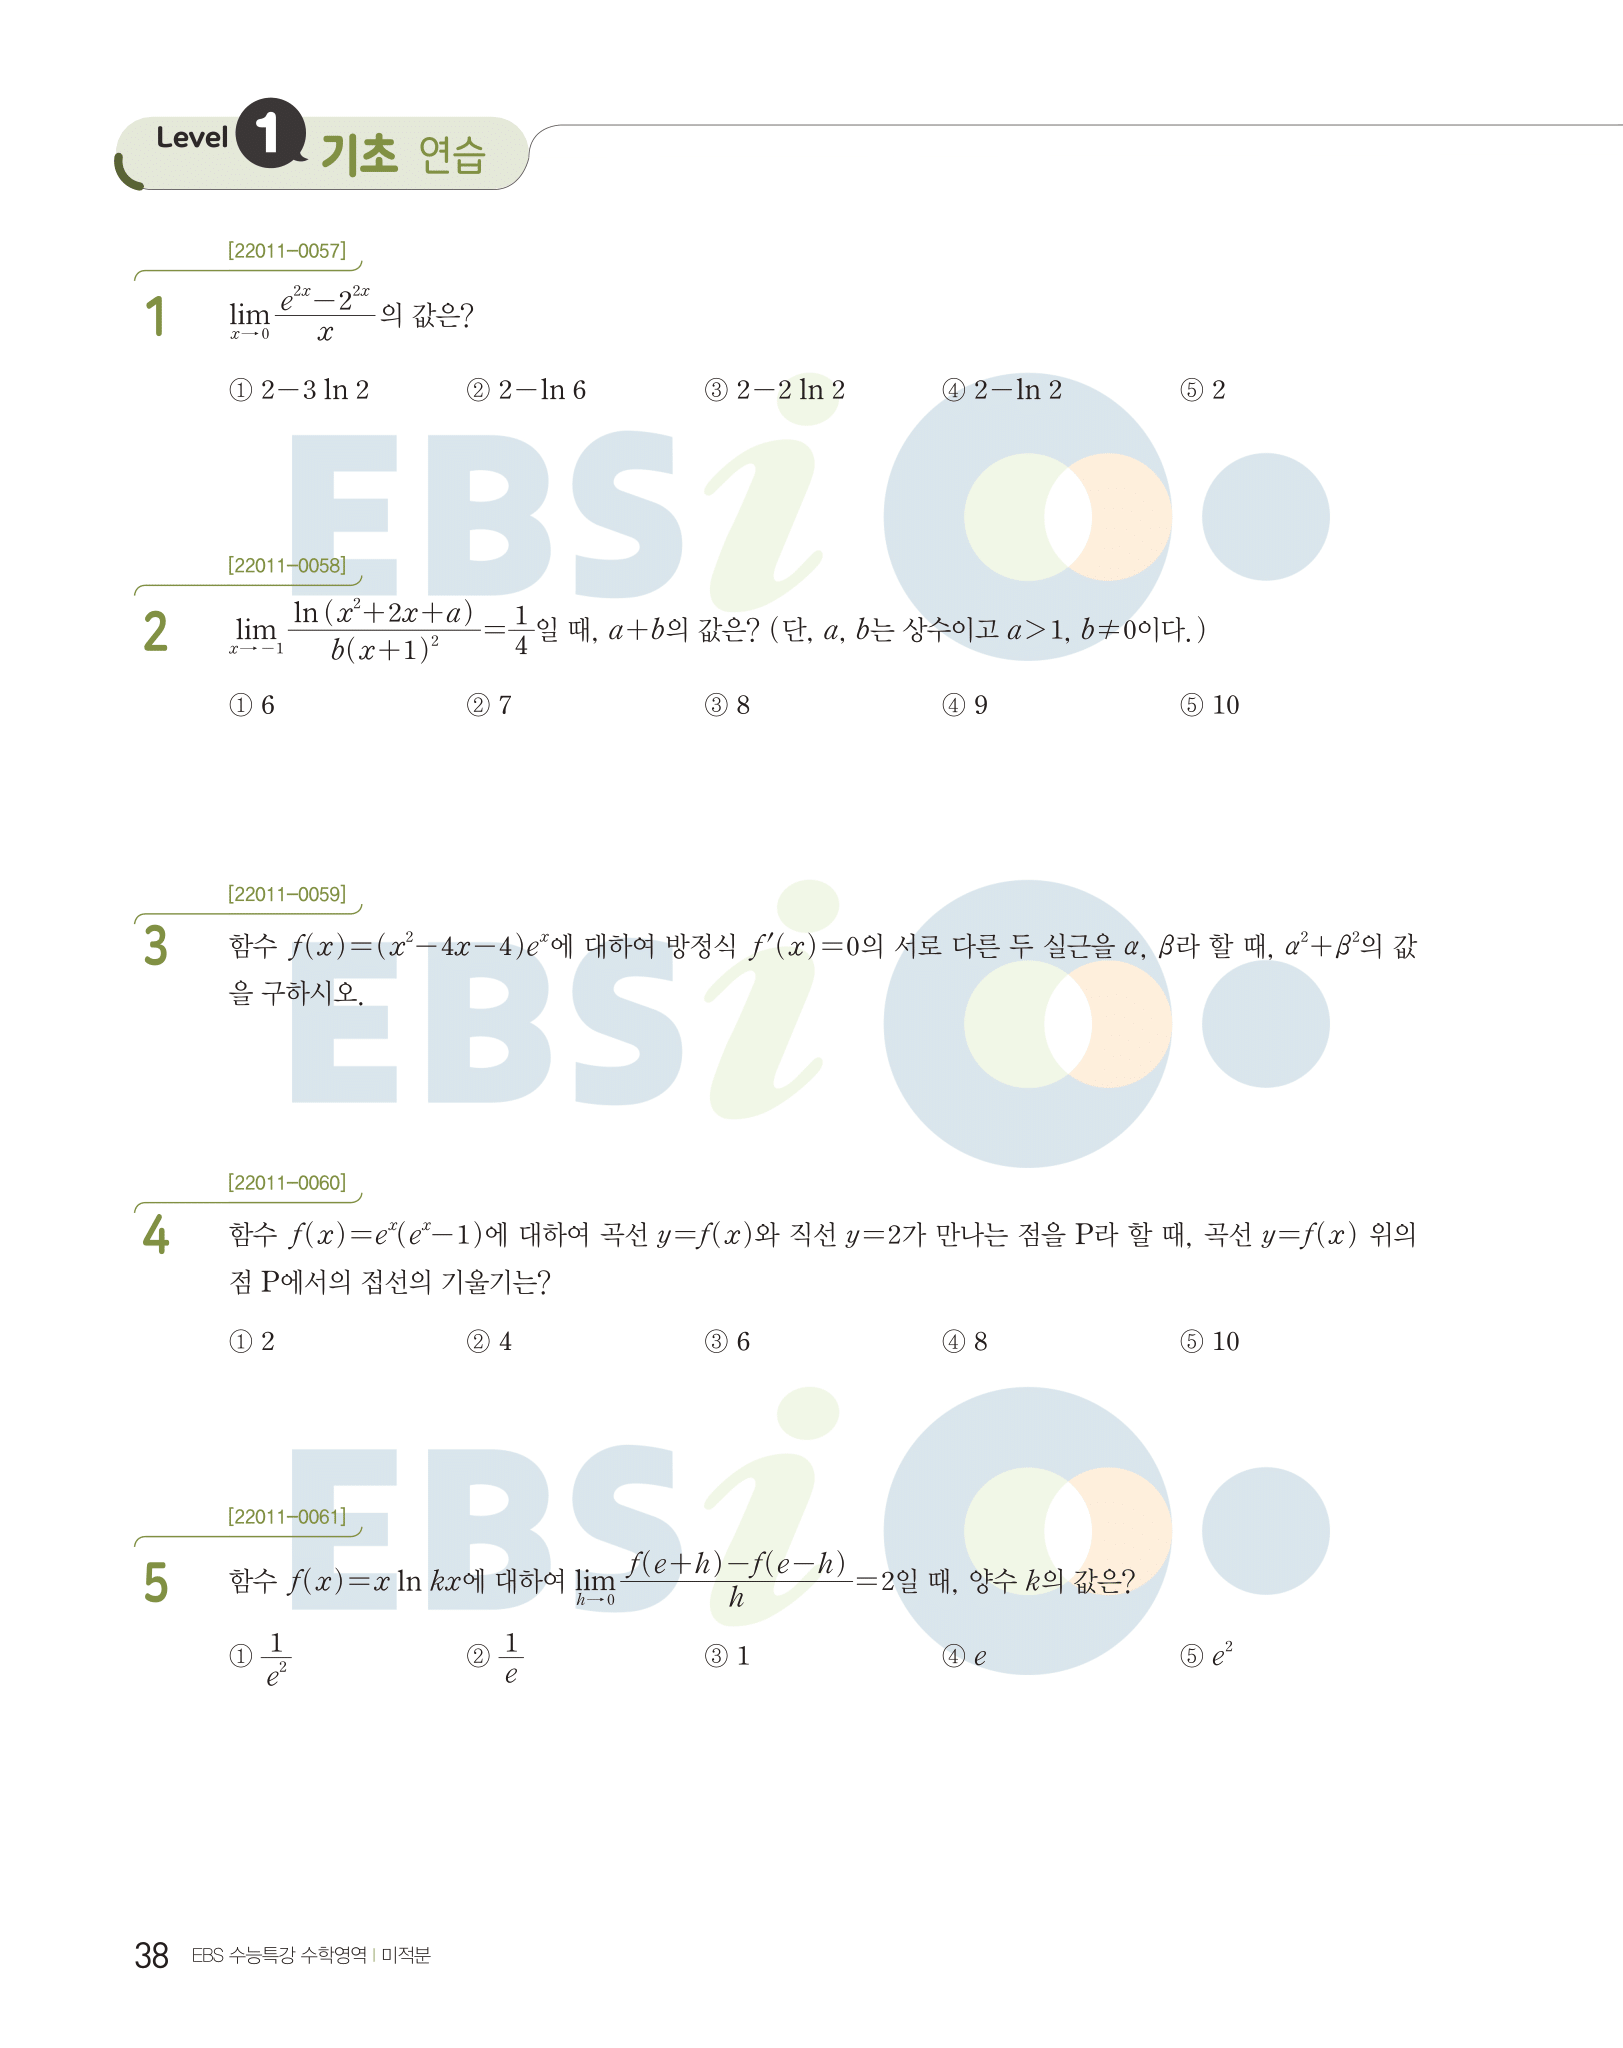 Level 1 기초 연습
[22011-0057]
1 lim_{x→0} \frac{e^{2x}-2^{2x}}{x}의 값은?
① 2-3 ln 2 ② 2-ln 6 ③ 2-2 ln 2 ④ 2-ln 2 ⑤ 2
[22011-0058]
2 lim_{x→-1} \frac{ln(x^2+2x+a)}{b(x+1)^2}=\frac{1}{4}일 때, a+b의 값은? (단, a, b는 상수이고 a>1, b≠0이다.)
① 6 ② 7 ③ 8 ④ 9 ⑤ 10
[22011-0059]
3 함수 f(x)=(x^2-4x-4)e^x에 대하여 방정식 f'(x)=0의 서로 다른 두 실근을 α, β라 할 때, α^2+β^2의 값
을 구하시오.
[22011-0060]
4 함수 f(x)=e^x(e^x-1)에 대하여 곡선 y=f(x)와 직선 y=2가 만나는 점을 P라 할 때, 곡선 y=f(x) 위의
점 P에서의 접선의 기울기는?
① 2 ② 4 ③ 6 ④ 8 ⑤ 10
[22011-0061]
5 함수 f(x)=x ln kx에 대하여 lim_{h→0} \frac{f(e+h)-f(e-h)}{h}=2일 때, 양수 k의 값은?
① \frac{1}{e^2} ② \frac{1}{e} ③ 1 ④ e ⑤ e^2
EBSi
EBSi
EBSi
38 EBS 수능특강 수학영역 | 미적분